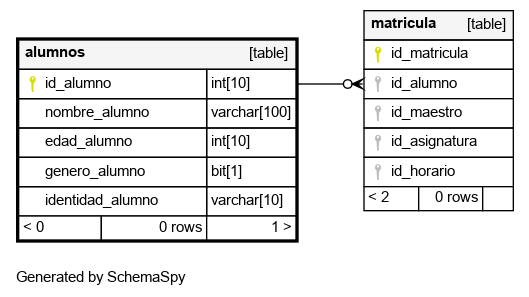 alumnos [table]
id_alumno int[10]
nombre_alumno varchar[100]
edad_alumno int[10]
genero_alumno bit[1]
identidad_alumno varchar[10]
< 0 0 rows 1 >
matricula [table]
id_matricula
id_alumno
id_maestro
id_asignatura
id_horario
< 2 0 rows
Generated by SchemaSpy